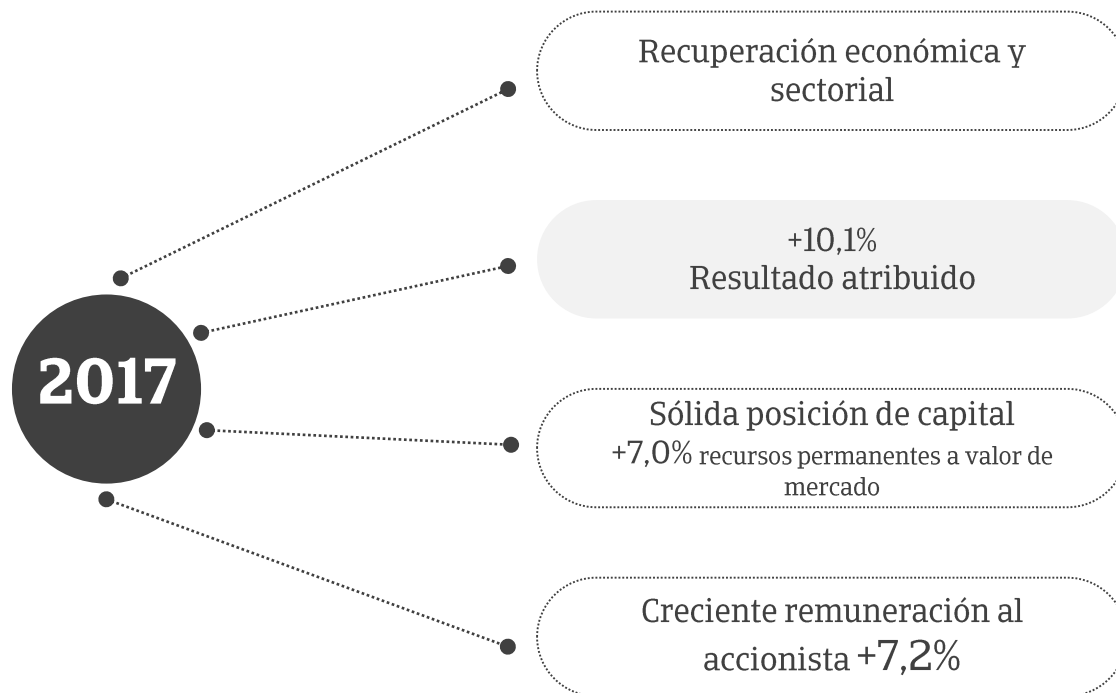 Recuperación económica y
sectorial
+10,1%
Resultado atribuido
2017
Sólida posición de capital
+7,0% recursos permanentes a valor de
mercado
Creciente remuneración al
accionista +7,2%